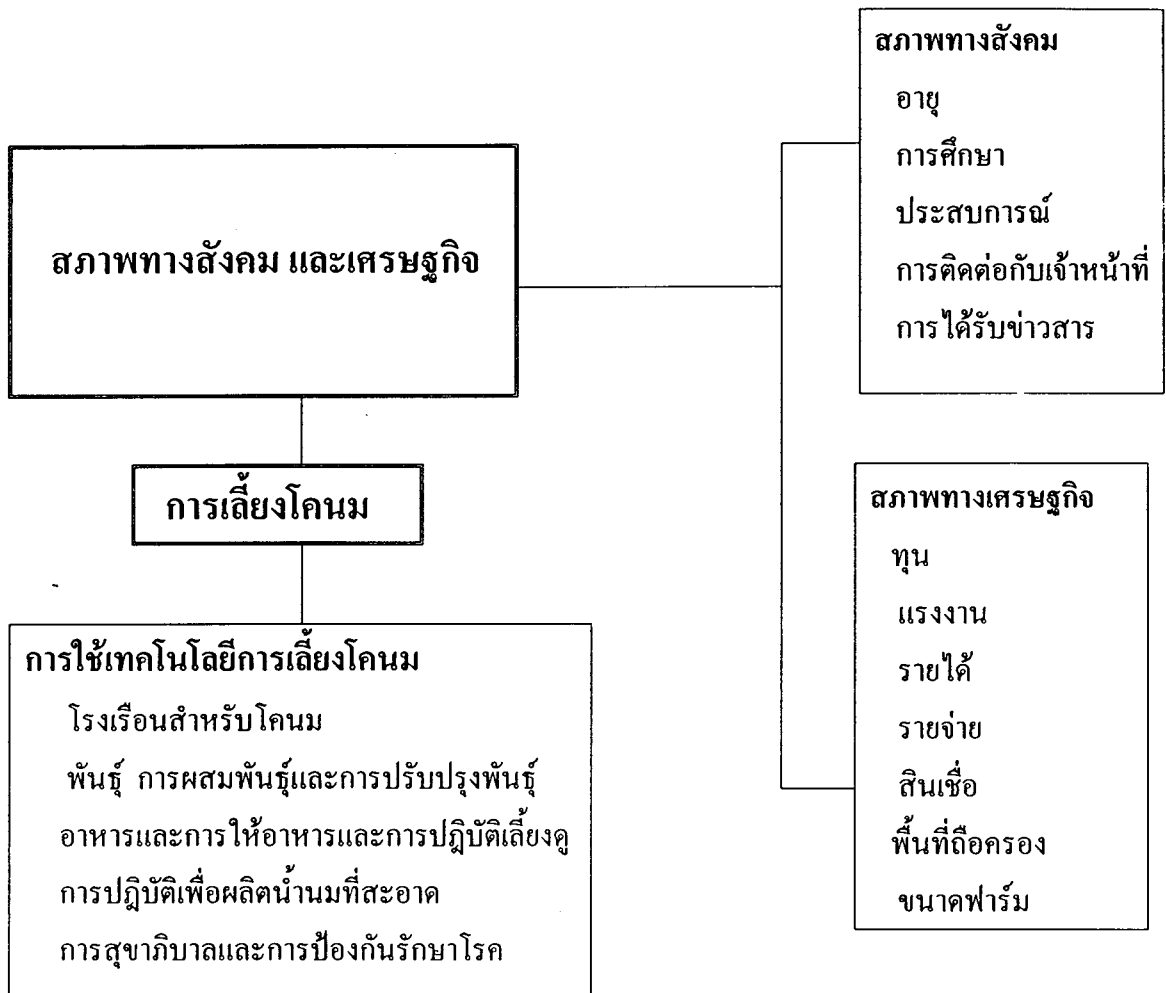 สภาพทางสังคม และเศรษฐกิจ
การเลี้ยงโคนม
การใช้เทคโนโลยีการเลี้ยงโคนม
โรงเรือนสำหรับโคนม
พันธุ์ การผสมพันธุ์และการปรับปรุงพันธุ์
อาหารและการให้อาหารและการปฎิบัติเลี้ยงดู
การปฎิบัติเพื่อผลิตน้ำนมที่สะอาด
การสุขาภิบาลและการป้องกันรักษาโรค
สภาพทางสังคม
อายุ
การศึกษา
ประสบการณ์
การติดต่อกับเจ้าหน้าที่
การได้รับข่าวสาร
สภาพทางเศรษฐกิจ
ทุน
แรงงาน
รายได้
รายจ่าย
สินเชื่อ
พื้นที่ถือครอง
ขนาดฟาร์ม